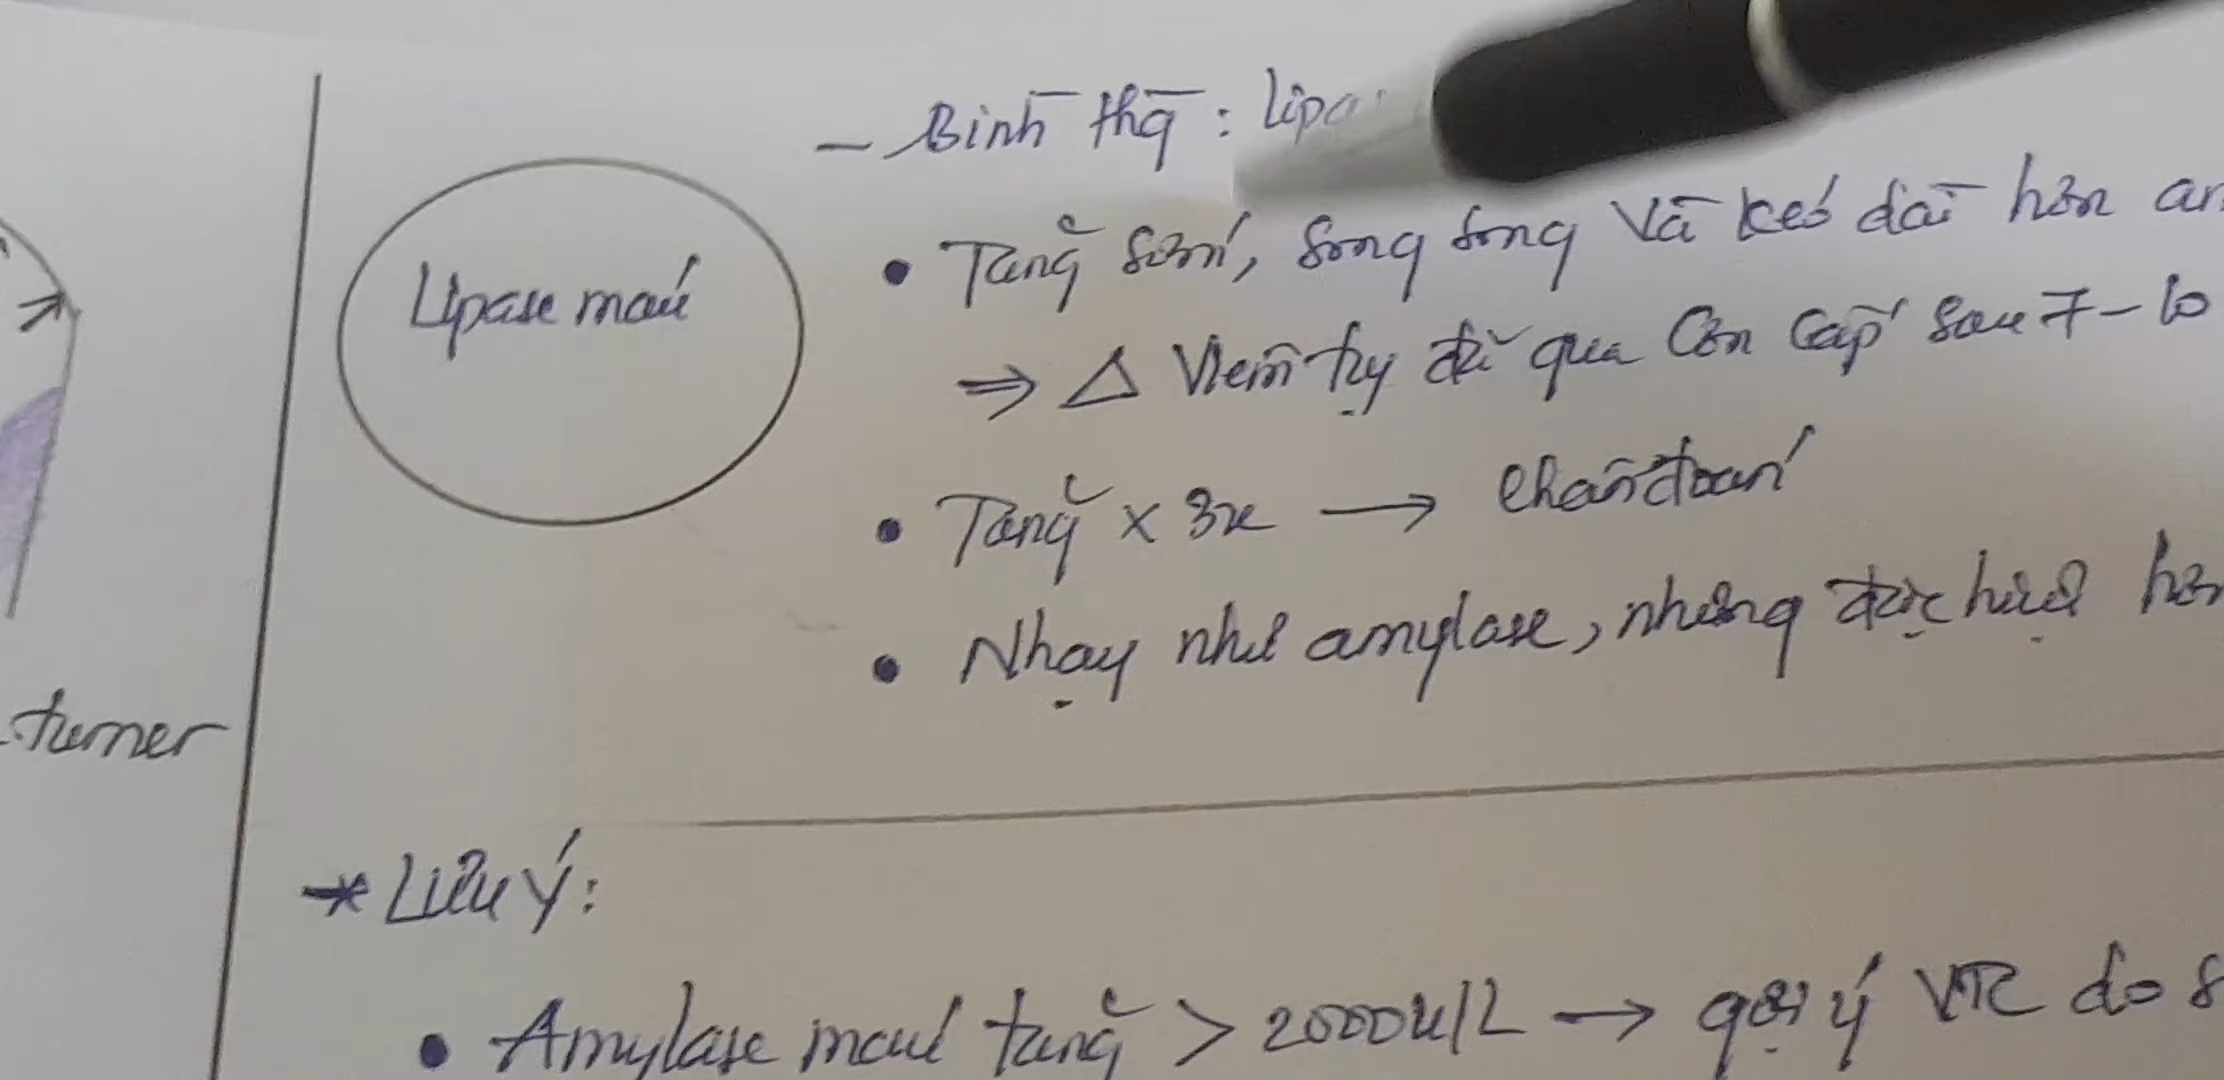 - Bình thg : lipa
Lipase máu
• Tăng sớm, song song và kéo dài hơn am
⇒ △ Viêm tụy đã qua cơn cấp sau 7-10
• Tăng x 3n → chẩn đoán
• Nhạy như amylase, nhưng đặc hiệu hơn
turner
* Lưu ý:
• Amylase máu tăng > 2000u/L → gợi ý VTC do s